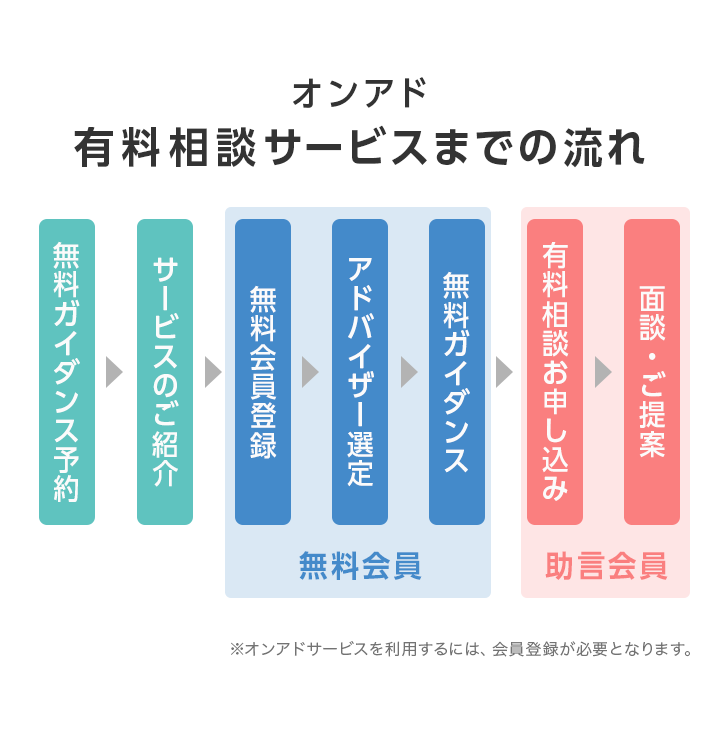 オンアド
有料相談サービスまでの流れ
無料ガイダンス予約
サービスのご紹介
無料会員登録
アドバイザー選定
無料ガイダンス
無料会員
有料相談お申し込み
面談・ご提案
助言会員
※オンアドサービスを利用するには、会員登録が必要となります。